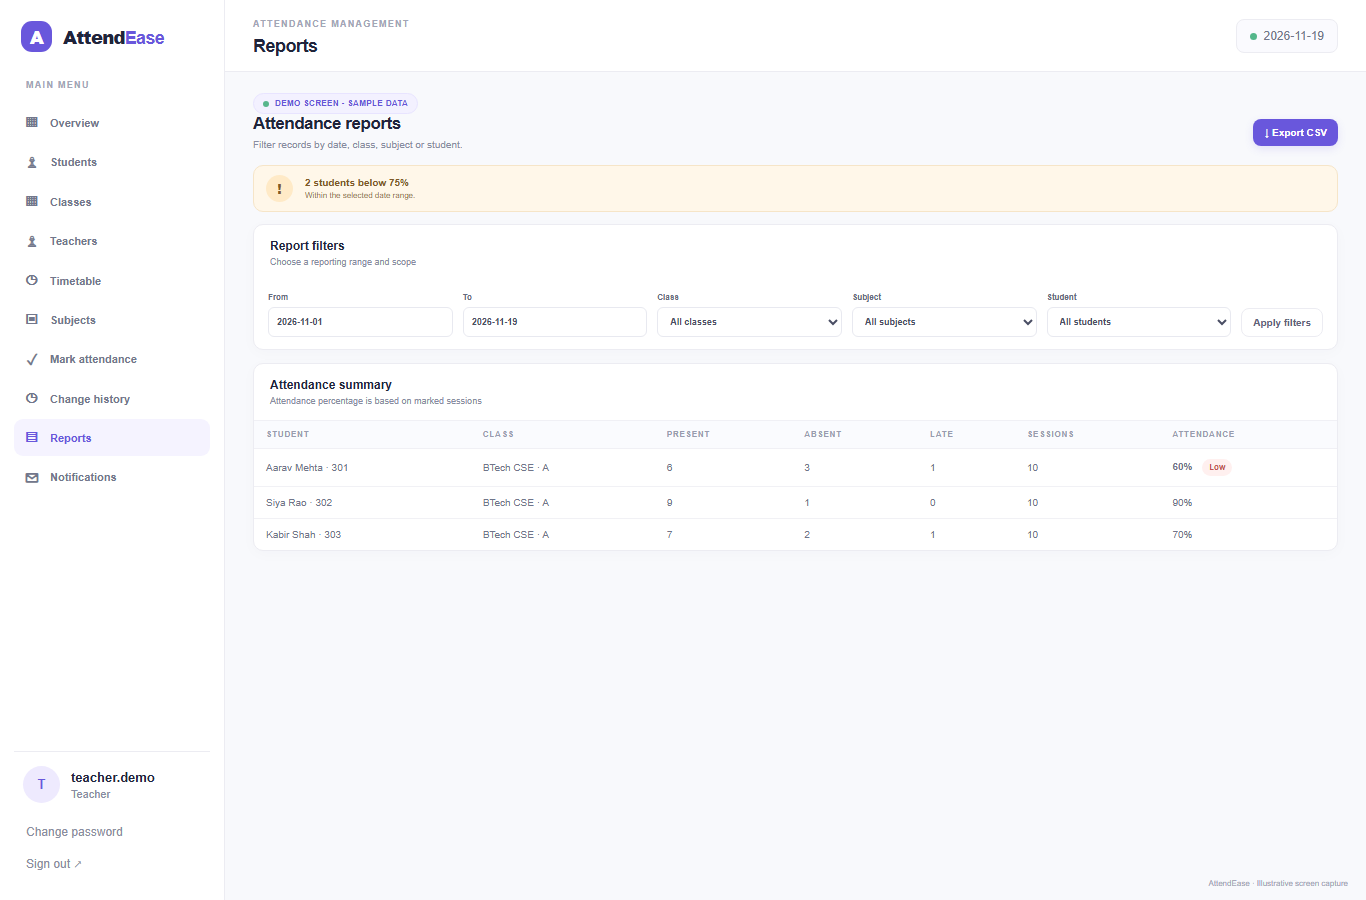 A AttendEase
MAIN MENU
Overview
Students
Classes
Teachers
Timetable
Subjects
Mark attendance
Change history
Reports
Notifications
T
teacher.demo
Teacher
Change password
Sign out ↗
ATTENDANCE MANAGEMENT
Reports
2026-11-19
DEMO SCREEN - SAMPLE DATA
Attendance reports
Filter records by date, class, subject or student.
↓ Export CSV
!
2 students below 75%
Within the selected date range.
Report filters
Choose a reporting range and scope
From To Class Subject Student
2026-11-01 2026-11-19 All classes All subjects All students Apply filters
Attendance summary
Attendance percentage is based on marked sessions
STUDENT CLASS PRESENT ABSENT LATE SESSIONS ATTENDANCE
Aarav Mehta · 301 BTech CSE · A 6 3 1 10 60% Low
Siya Rao · 302 BTech CSE · A 9 1 0 10 90%
Kabir Shah · 303 BTech CSE · A 7 2 1 10 70%
AttendEase · Illustrative screen capture